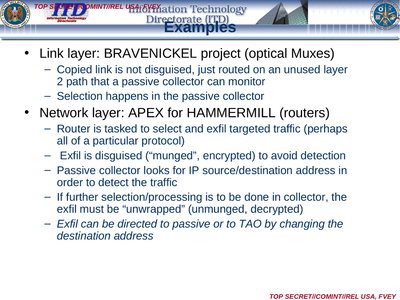 TOP SECRET//COMINT//REL USA, FVEY
ITD
Information Technology
Directorate
Information Technology
Directorate (ITD)
Examples
• Link layer: BRAVENICKEL project (optical Muxes)
– Copied link is not disguised, just routed on an unused layer
2 path that a passive collector can monitor
– Selection happens in the passive collector
• Network layer: APEX for HAMMERMILL (routers)
– Router is tasked to select and exfil targeted traffic (perhaps
all of a particular protocol)
– Exfil is disguised (“munged”, encrypted) to avoid detection
– Passive collector looks for IP source/destination address in
order to detect the traffic
– If further selection/processing is to be done in collector, the
exfil must be “unwrapped” (unmunged, decrypted)
– Exfil can be directed to passive or to TAO by changing the
destination address
TOP SECRET//COMINT//REL USA, FVEY